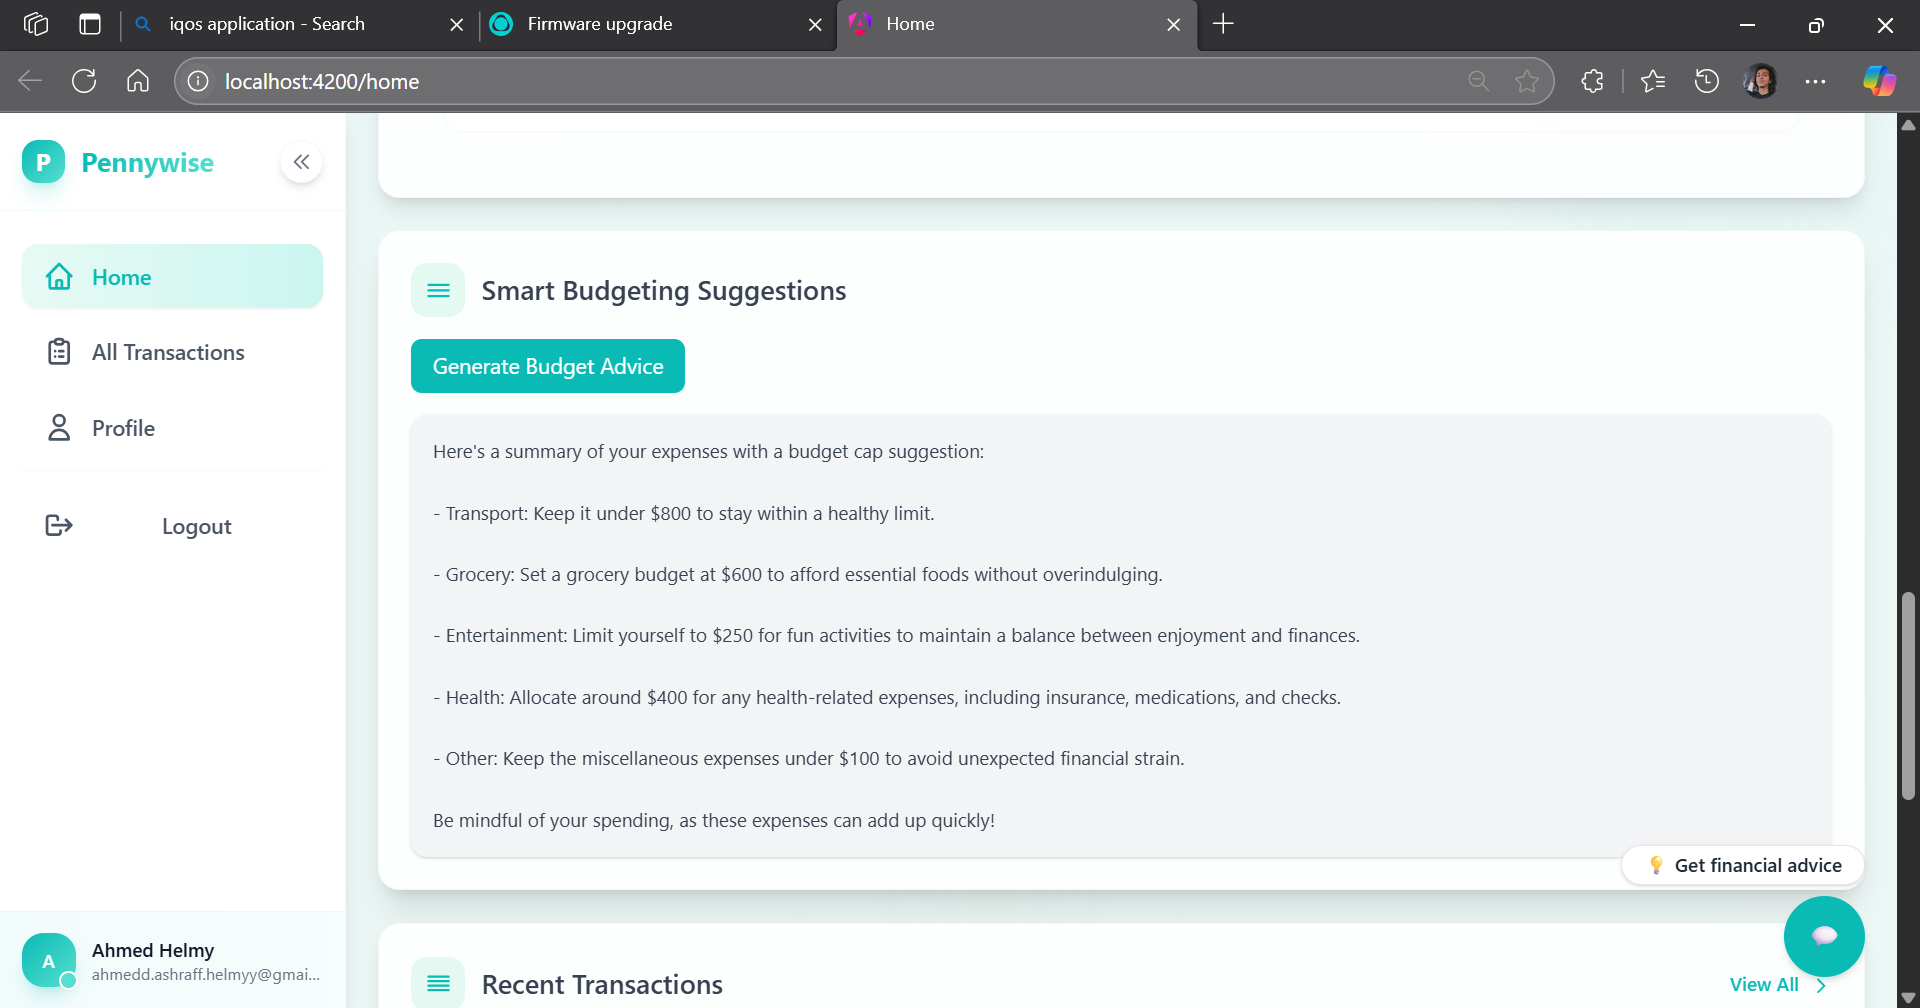 iqos application - Search
Firmware upgrade
Home
localhost:4200/home
P
Pennywise
Home
All Transactions
Profile
Logout
Smart Budgeting Suggestions
Generate Budget Advice
Here's a summary of your expenses with a budget cap suggestion:
- Transport: Keep it under $800 to stay within a healthy limit.
- Grocery: Set a grocery budget at $600 to afford essential foods without overindulging.
- Entertainment: Limit yourself to $250 for fun activities to maintain a balance between enjoyment and finances.
- Health: Allocate around $400 for any health-related expenses, including insurance, medications, and checks.
- Other: Keep the miscellaneous expenses under $100 to avoid unexpected financial strain.
Be mindful of your spending, as these expenses can add up quickly!
Get financial advice
A
Ahmed Helmy
ahmedd.ashraff.helmyy@gmai...
Recent Transactions
View All